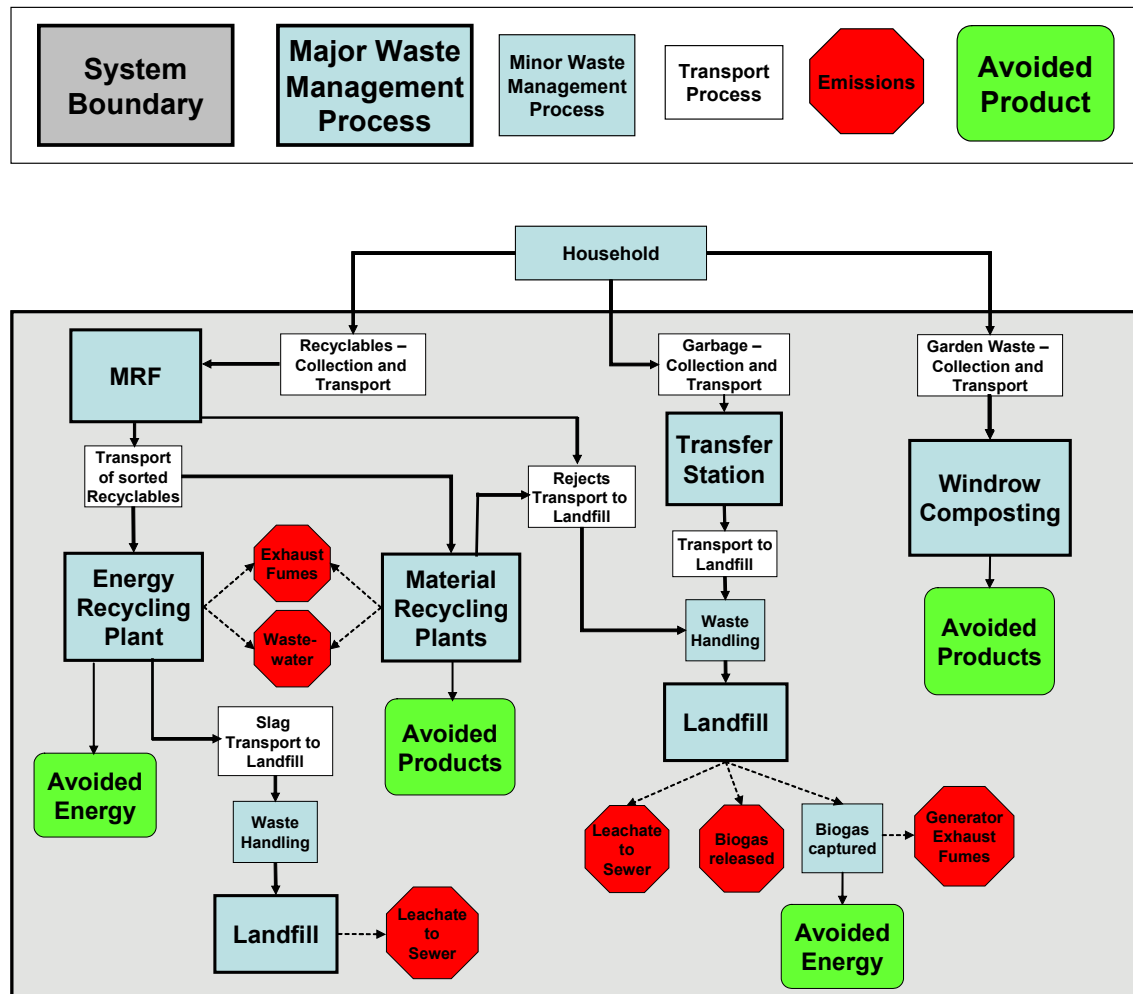 System
Boundary
Major Waste
Management
Process
Minor Waste
Management
Process
Transport
Process
Emissions
Avoided
Product
Household
MRF
Recyclables –
Collection and
Transport
Garbage –
Collection and
Transport
Garden Waste –
Collection and
Transport
Transport
of sorted
Recyclables
Rejects
Transport to
Landfill
Transfer
Station
Windrow
Composting
Energy
Recycling
Plant
Exhaust
Fumes
Waste-
water
Material
Recycling
Plants
Transport to
Landfill
Waste
Handling
Avoided
Products
Landfill
Slag
Transport to
Landfill
Avoided
Products
Avoided
Energy
Waste
Handling
Leachate
to
Sewer
Biogas
released
Biogas
captured
Generator
Exhaust
Fumes
Landfill
Leachate
to
Sewer
Avoided
Energy